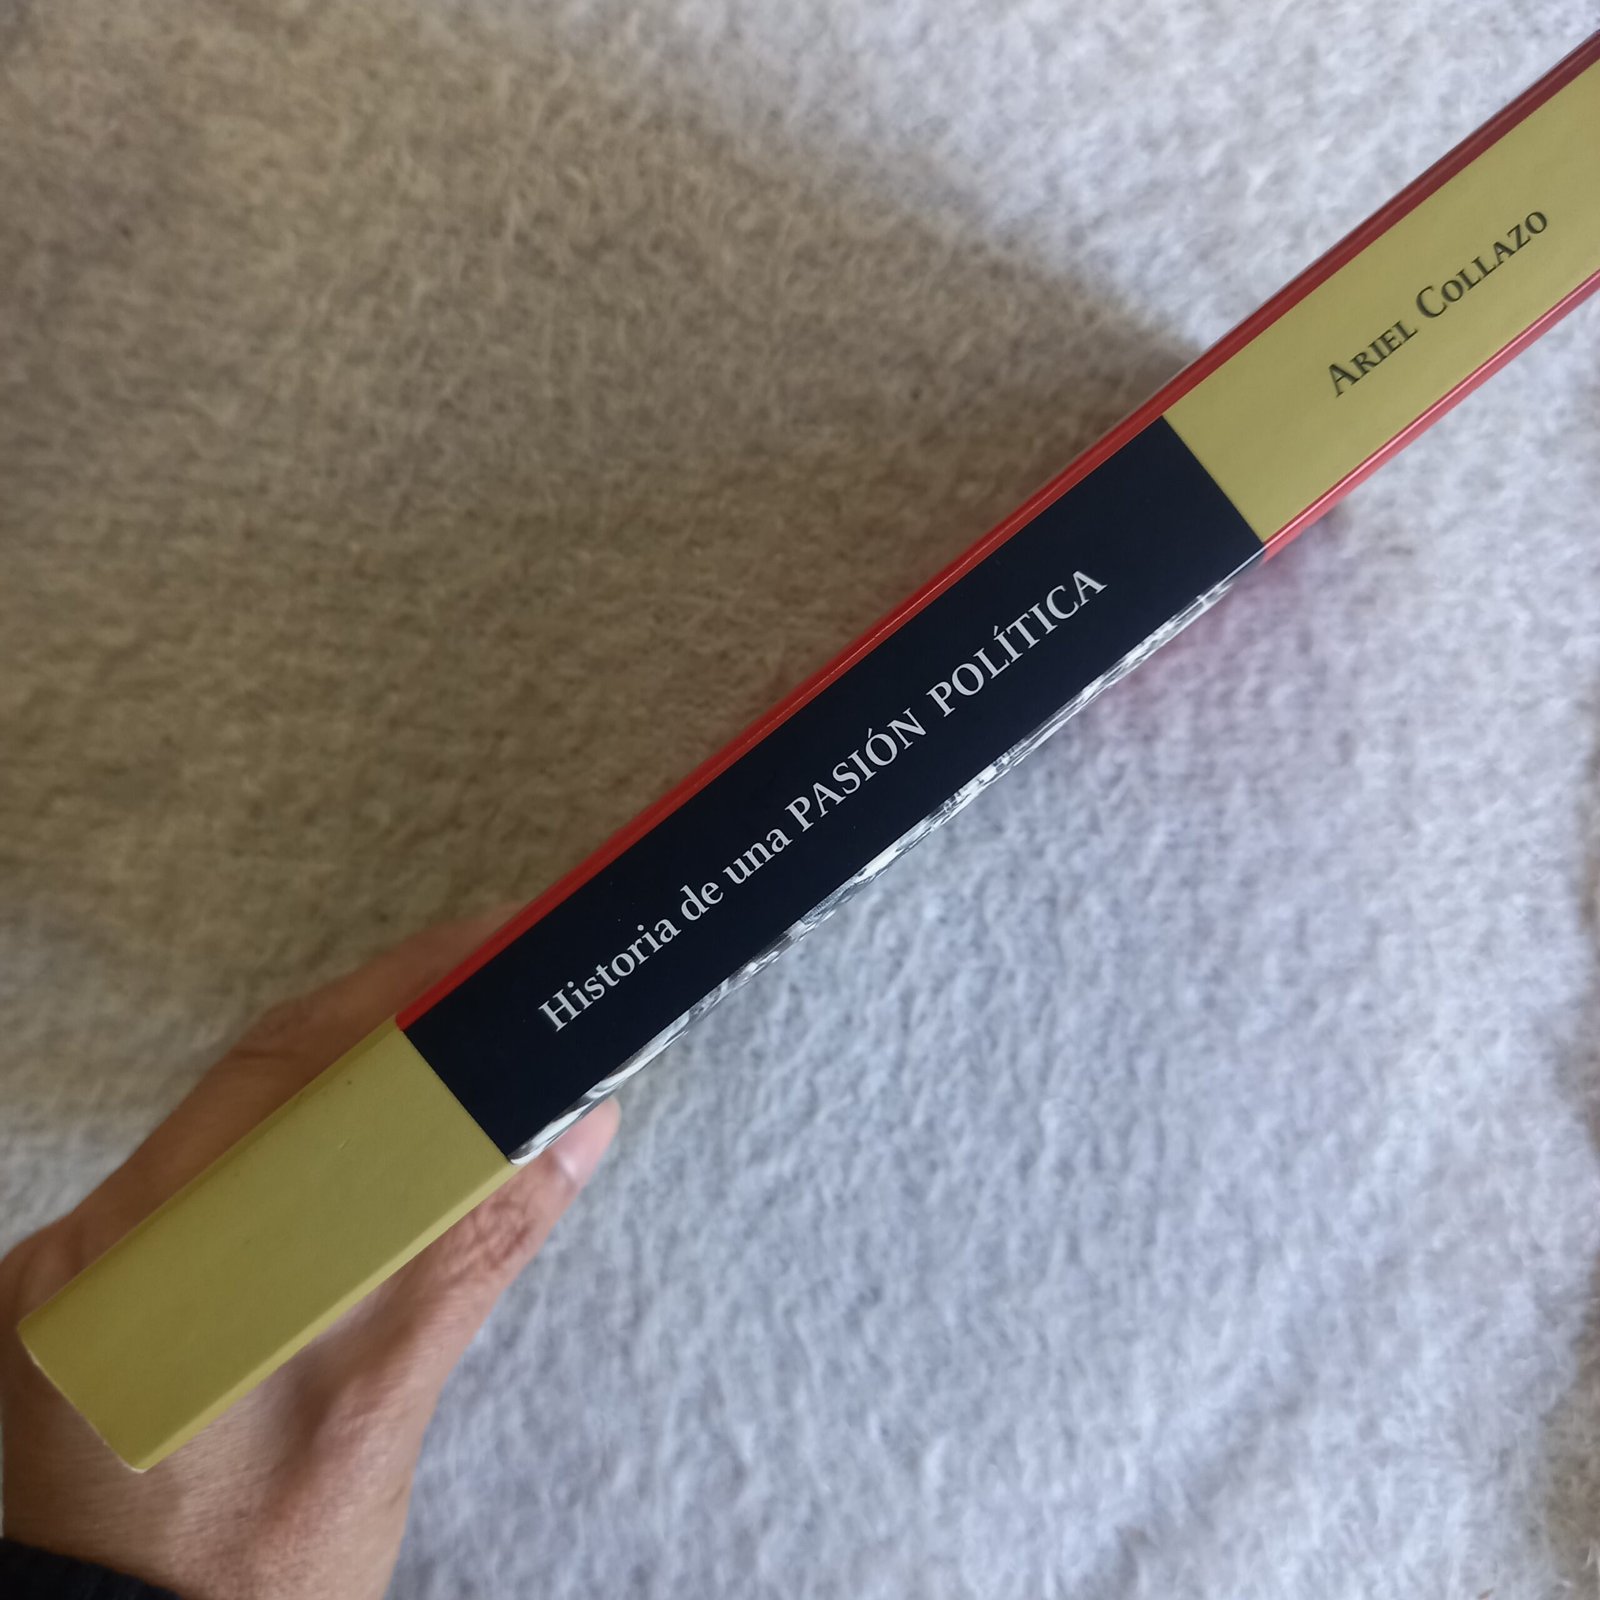 Historia de una PASIÓN POLÍTICA
ARIEL COLLAZO